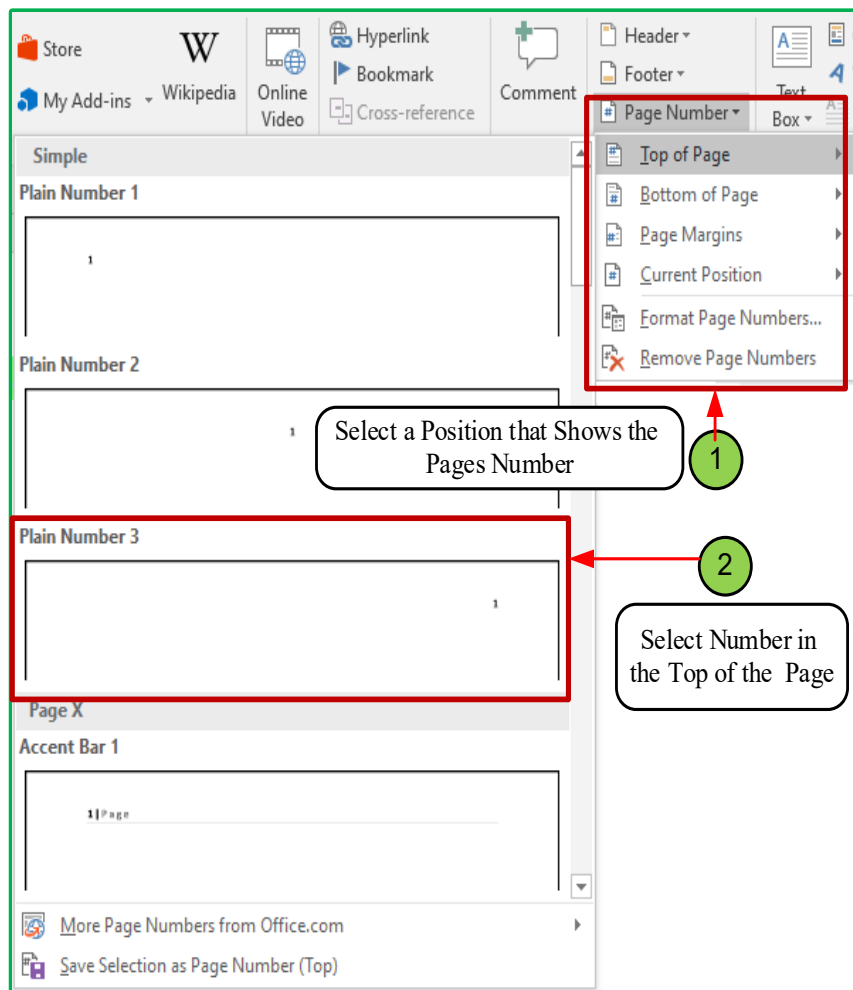 Store
My Add-ins
W
Wikipedia
Online
Video
Hyperlink
Bookmark
Cross-reference
Comment
Header
Footer
Page Number
A
Text
Box
A
A
Simple
Plain Number 1
1
Plain Number 2
1
Plain Number 3
1
Page X
Accent Bar 1
1|Page
More Page Numbers from Office.com
Save Selection as Page Number (Top)
Top of Page
Bottom of Page
Page Margins
Current Position
Format Page Numbers...
Remove Page Numbers
Select a Position that Shows the
Pages Number
1
2
Select Number in
the Top of the Page